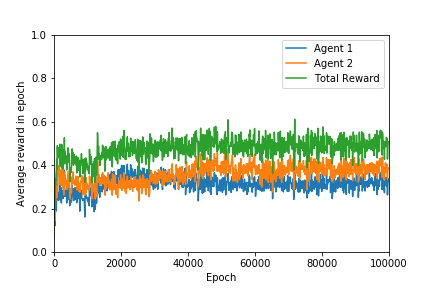 Agent 1
Agent 2
Total Reward
1.0
0.8
0.6
0.4
0.2
0.0
Average reward in epoch
0 20000 40000 60000 80000 100000
Epoch